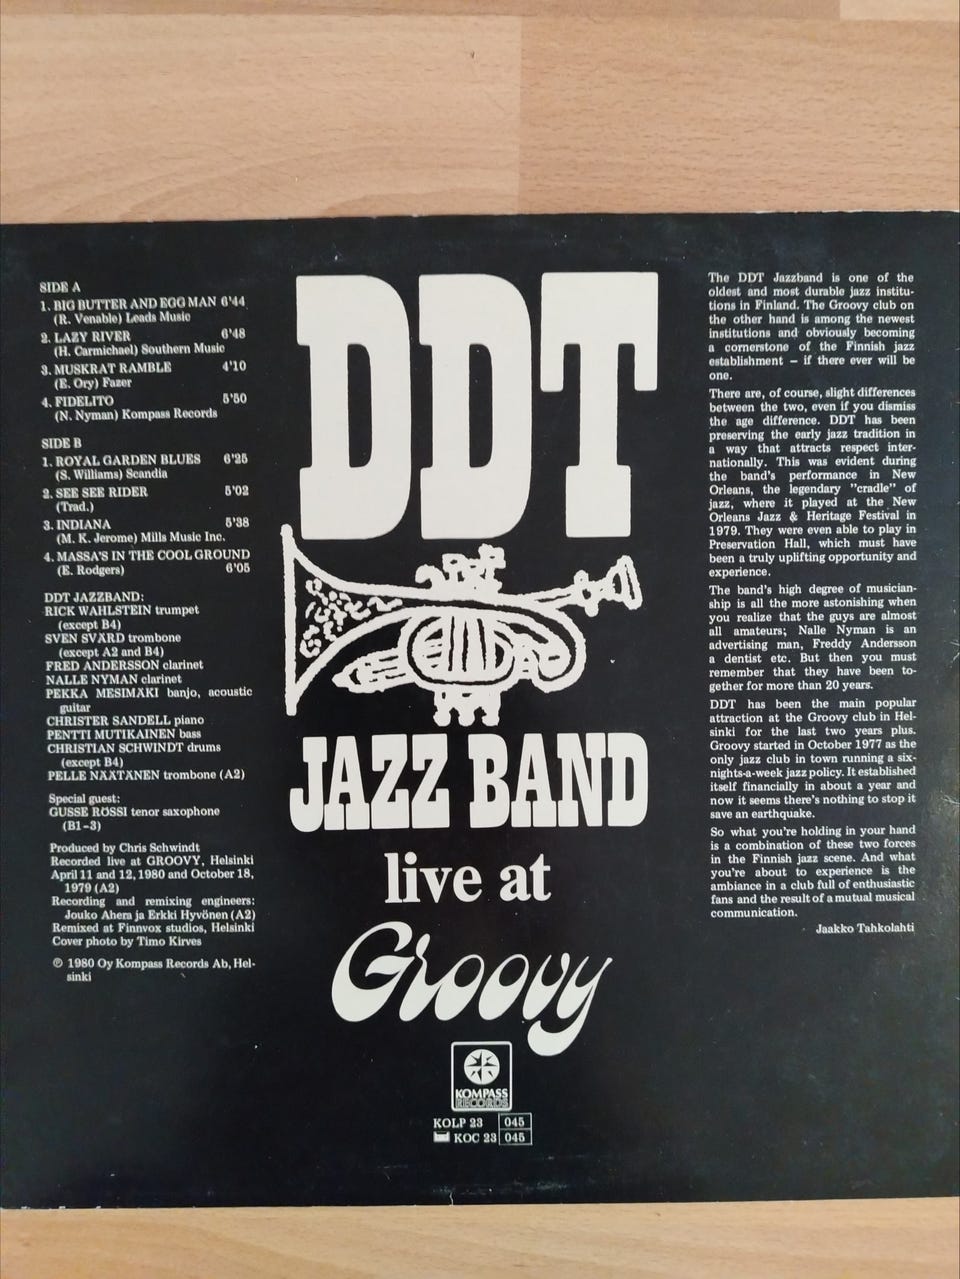 SIDE A
1. BIG BUTTER AND EGG MAN 6'44
(R. Venable) Leeds Music
2. LAZY RIVER 6'48
(H. Carmichael) Southern Music
3. MUSKRAT RAMBLE 4'10
(E. Ory) Fazer
4. FIDELITO 5'50
(N. Nyman) Kompass Records
SIDE B
1. ROYAL GARDEN BLUES 6'25
(S. Williams) Scandia
2. SEE SEE RIDER 5'02
(Trad.)
3. INDIANA 5'38
(M. K. Jerome) Mills Music Inc.
4. MASSA'S IN THE COOL GROUND
(E. Rodgers) 6'05
DDT JAZZBAND:
RICK WAHLSTEIN trumpet
(except B4)
SVEN SVÄRD trombone
(except A2 and B4)
FRED ANDERSSON clarinet
NALLE NYMAN clarinet
PEKKA MESIMÄKI banjo, acoustic
guitar
CHRISTER SANDELL piano
PENTTI MUTIKAINEN bass
CHRISTIAN SCHWINDT drums
(except B4)
PELLE NÄXTÄNEN trombone (A2)
Special guest:
GUSSE RÖSSI tenor saxophone
(B1-3)
Produced by Chris Schwindt
Recorded live at GROOVY, Helsinki
April 11 and 12, 1980 and October 18,
1979 (A2)
Recording and remixing engineers:
Jouko Ahera ja Erkki Hyvönen (A2)
Remixed at Finnvox studios, Helsinki
Cover photo by Timo Kirves
℗ 1980 Oy Kompass Records Ab, Hel-
sinki
DDT
JAZZ BAND
live at
Groovy
KOMPASS
RECORDS
KOLP 23 045
KOC 23 045
The DDT Jazzband is one of the
oldest and most durable jazz institu-
tions in Finland. The Groovy club on
the other hand is among the newest
institutions and obviously becoming
a cornerstone of the Finnish jazz
establishment – if there ever will be
one.
There are, of course, slight differences
between the two, even if you dismiss
the age difference. DDT has been
preserving the early jazz tradition in
a way that attracts respect inter-
nationally. This was evident during
the band's performance in New
Orleans, the legendary ”cradle” of
jazz, where it played at the New
Orleans Jazz & Heritage Festival in
1979. They were even able to play in
Preservation Hall, which must have
been a truly uplifting opportunity and
experience.
The band's high degree of musician-
ship is all the more astonishing when
you realize that the guys are almost
all amateurs; Nalle Nyman is an
advertising man, Freddy Andersson
a dentist etc. But then you must
remember that they have been to-
gether for more than 20 years.
DDT has been the main popular
attraction at the Groovy club in Hel-
sinki for the last two years plus.
Groovy started in October 1977 as the
only jazz club in town running a six-
nights-a-week jazz policy. It established
itself financially in about a year and
now it seems there's nothing to stop it
save an earthquake.
So what you're holding in your hand
is a combination of these two forces
in the Finnish jazz scene. And what
you're about to experience is the
ambiance in a club full of enthusiastic
fans and the result of a mutual musical
communication.
Jaakko Tahkolahti